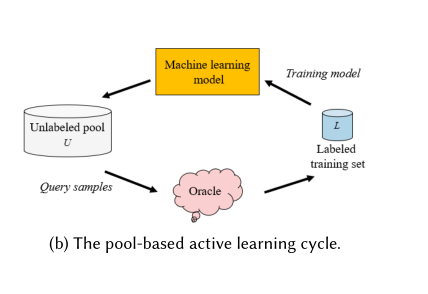 Machine learning
model
Training model
Unlabeled pool
U
L
Labeled
training set
Query samples
Oracle
(b) The pool-based active learning cycle.